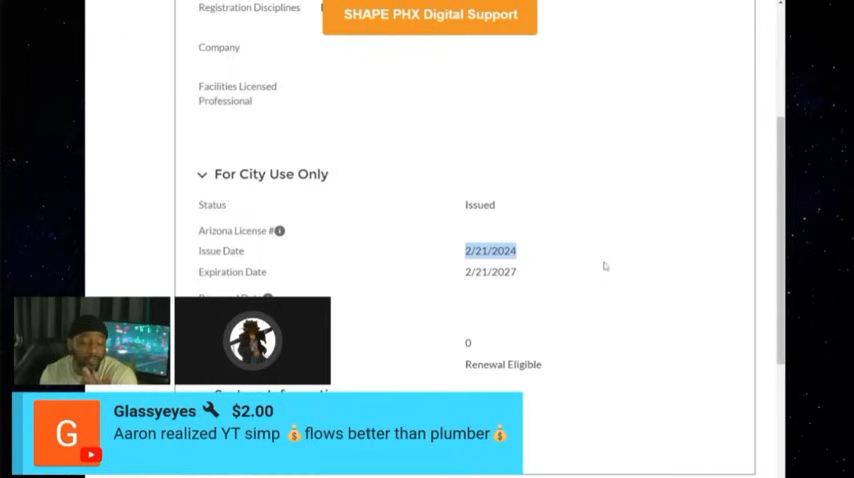 Registration Disciplines
SHAPE PHX Digital Support
Company
Facilities Licensed
Professional
For City Use Only
Status Issued
Arizona License #
Issue Date 2/21/2024
Expiration Date 2/21/2027
0
Renewal Eligible
G
Glassyeyes 🔧 $2.00
Aaron realized YT simp 💰flows better than plumber💰